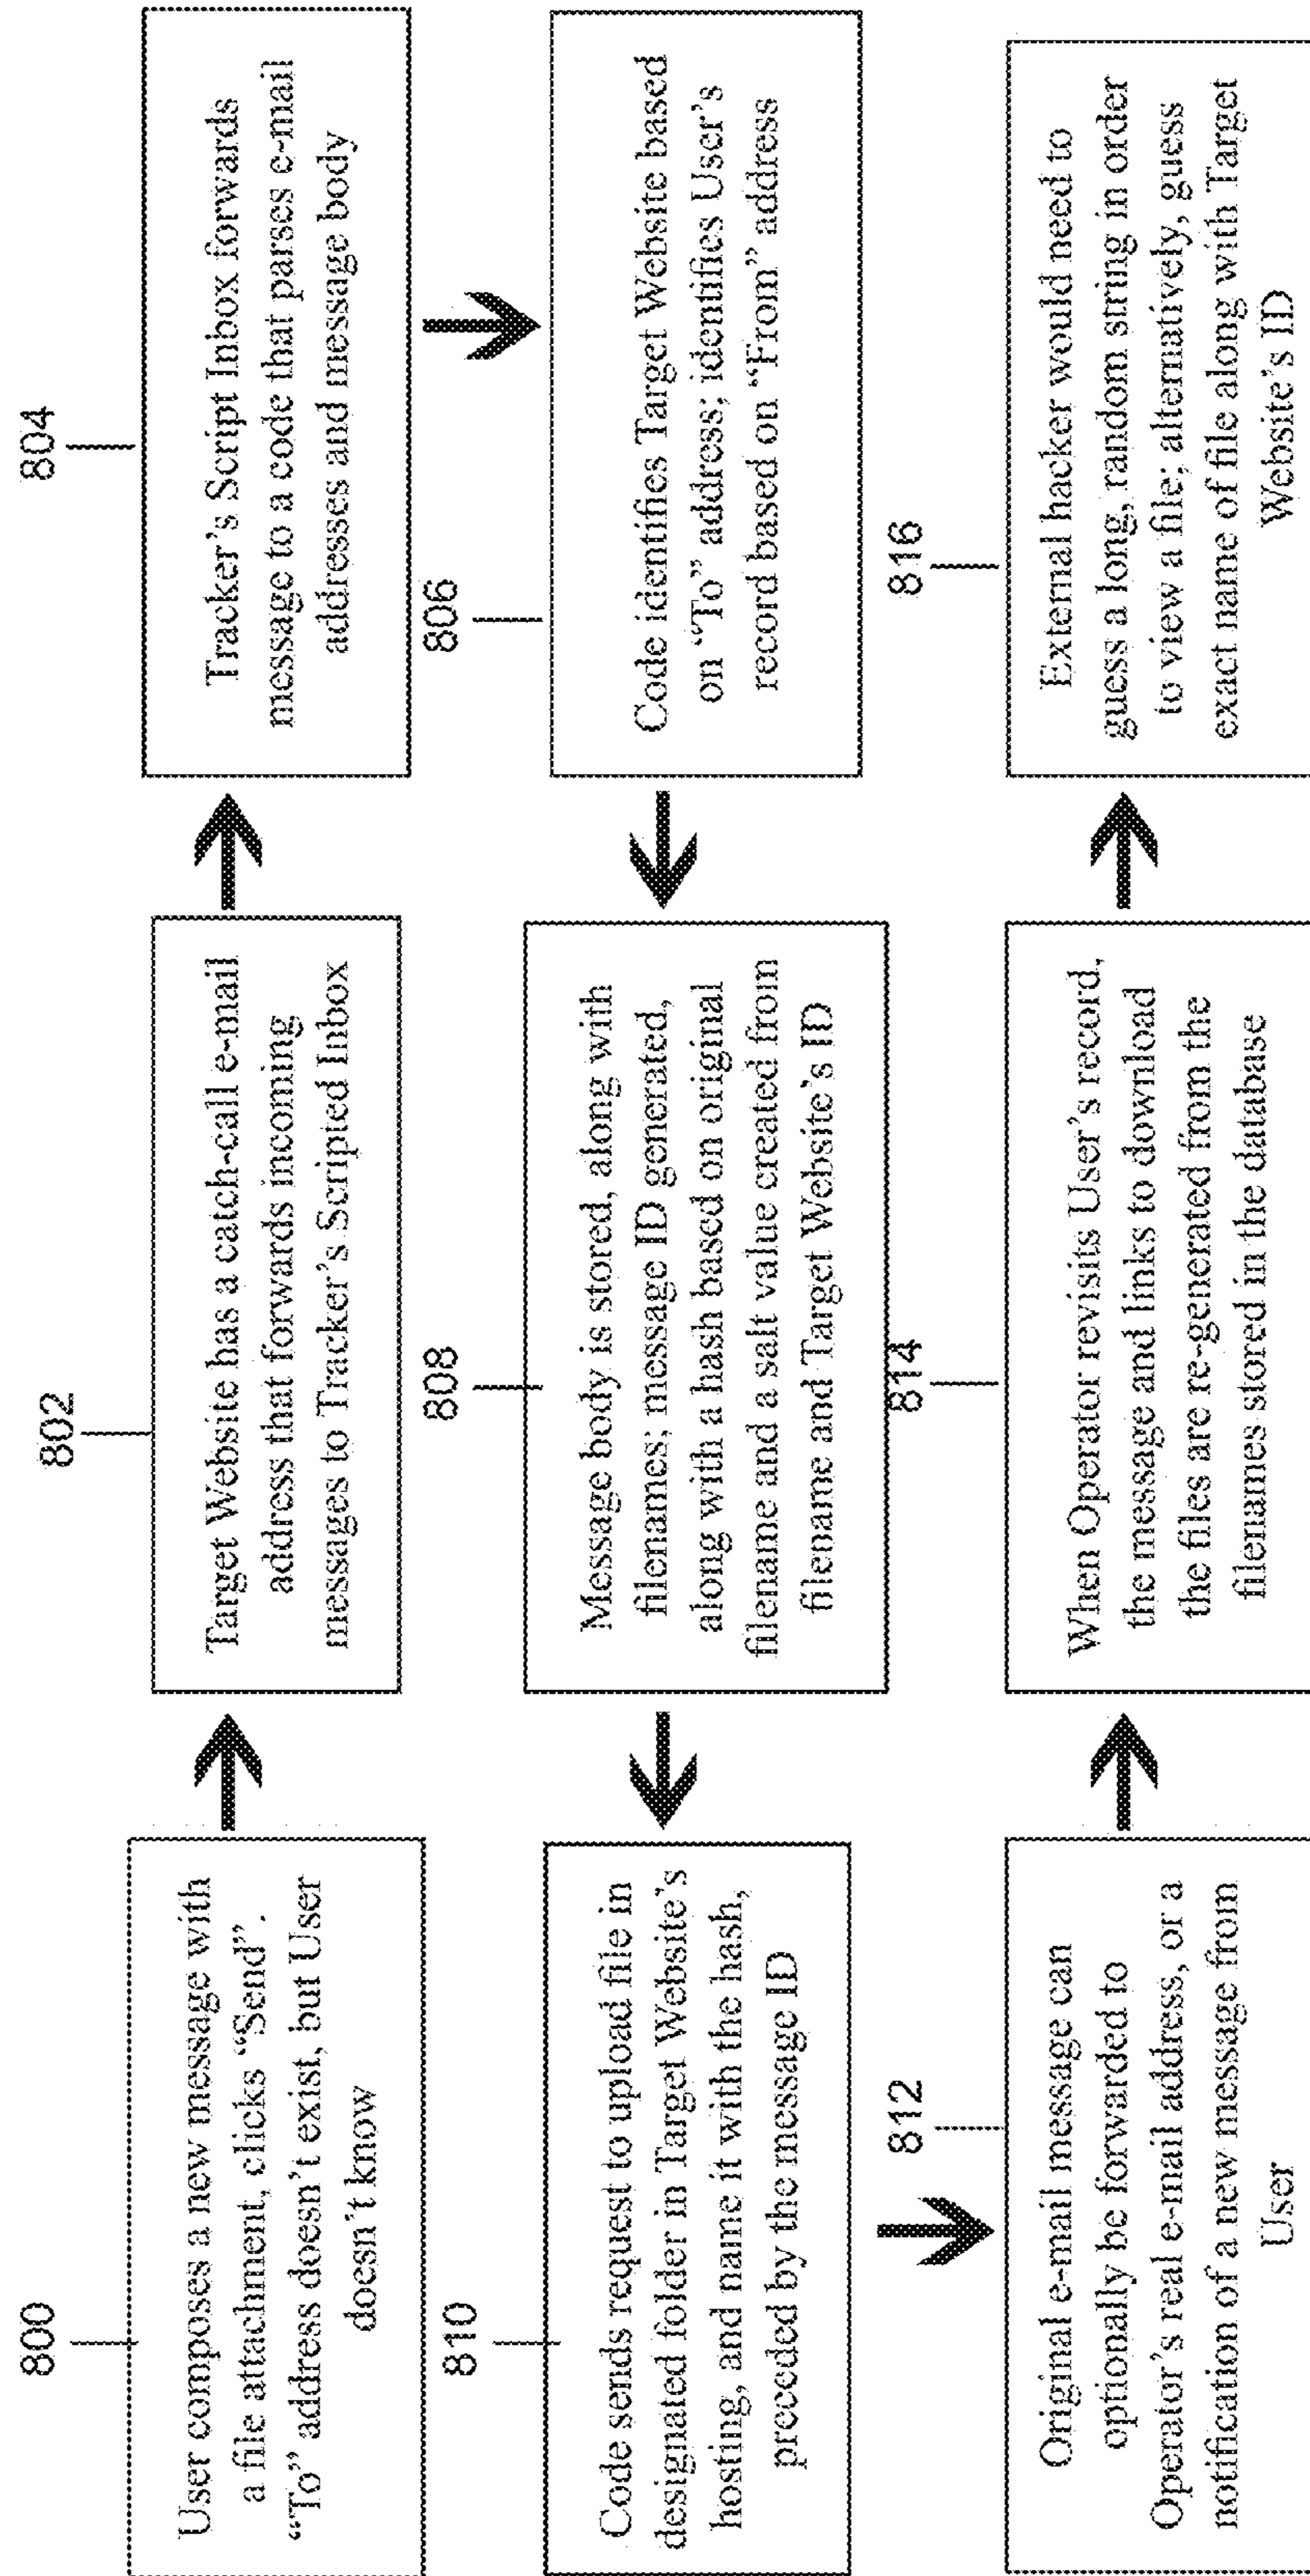 800
User composes a new message with
a file attachment, clicks “Send”.
“To” address doesn’t exist, but User
doesn’t know
802
Target Website has a catch-call e-mail
address that forwards incoming
messages to Tracker’s Scripted Inbox
804
Tracker’s Script Inbox forwards
message to a code that parses e-mail
addresses and message body
806
Code identifies Target Website based
on “To” address; identifies User’s
record based on “From” address
808
Message body is stored, along with
filenames; message ID generated,
along with a hash based on original
filename and a salt value created from
filename and Target Website’s ID
810
Code sends request to upload file in
designated folder in Target Website’s
hosting, and name it with the hash,
preceded by the message ID
812
Original e-mail message can
optionally be forwarded to
Operator’s real e-mail address, or a
notification of a new message from
User
814
When Operator revisits User’s record,
the message and links to download
the files are re-generated from the
filenames stored in the database
816
External hacker would need to
guess a long, random string in order
to view a file; alternatively, guess
exact name of file along with Target
Website’s ID